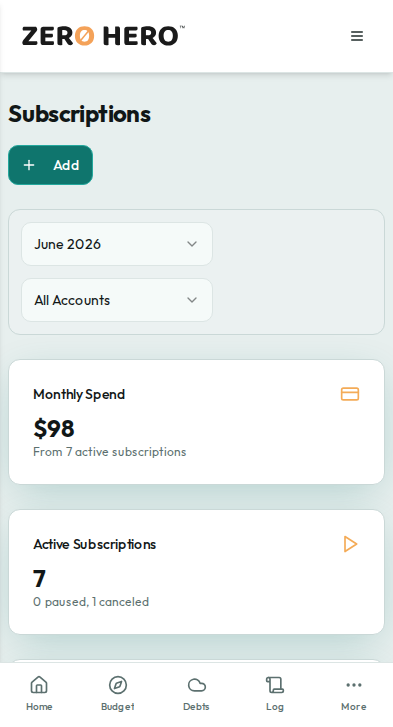 ZERO HERO™
Subscriptions
Add
June 2026
All Accounts
Monthly Spend
$98
From 7 active subscriptions
Active Subscriptions
7
0 paused, 1 canceled
Home Budget Debts Log More